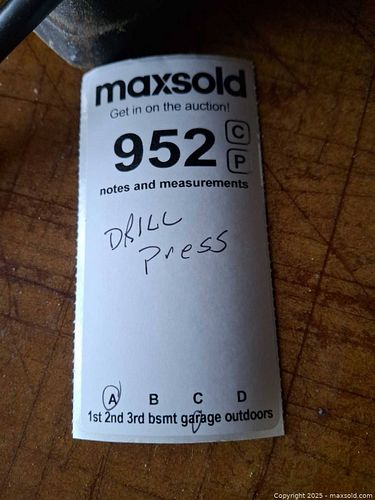 maxsold
Get in on the auction!
952 C
P
notes and measurements
DRILL
Press
A B C D
1st 2nd 3rd bsmt garage outdoors
Copyright 2025 - maxsold.com